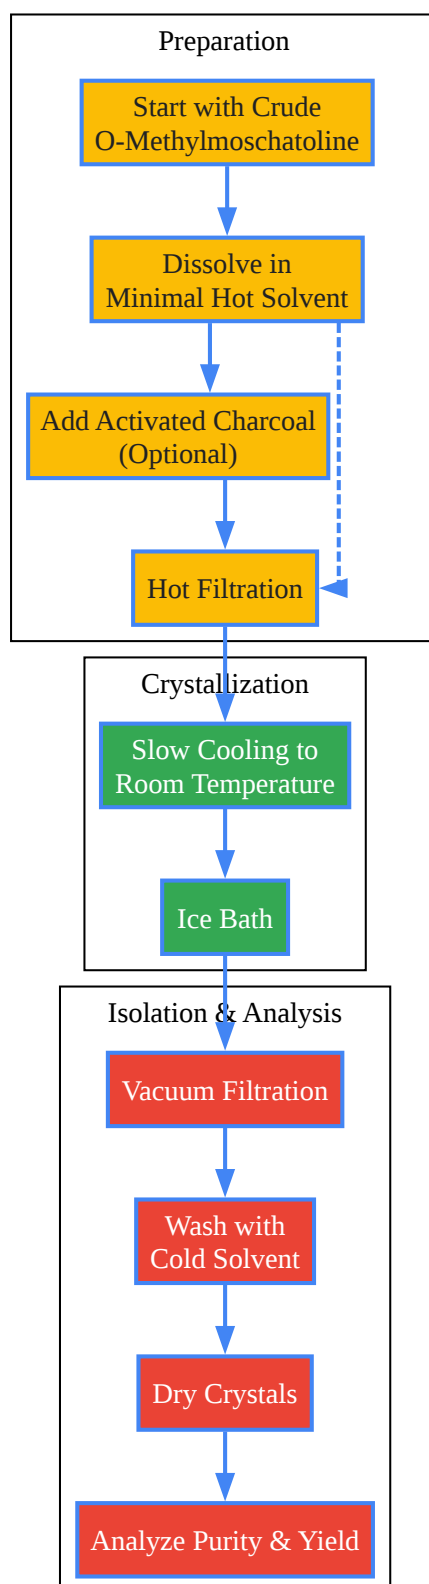 Preparation
Start with Crude
O-Methylmoschatoline
Dissolve in
Minimal Hot Solvent
Add Activated Charcoal
(Optional)
Hot Filtration
Crystallization
Slow Cooling to
Room Temperature
Ice Bath
Isolation & Analysis
Vacuum Filtration
Wash with
Cold Solvent
Dry Crystals
Analyze Purity & Yield